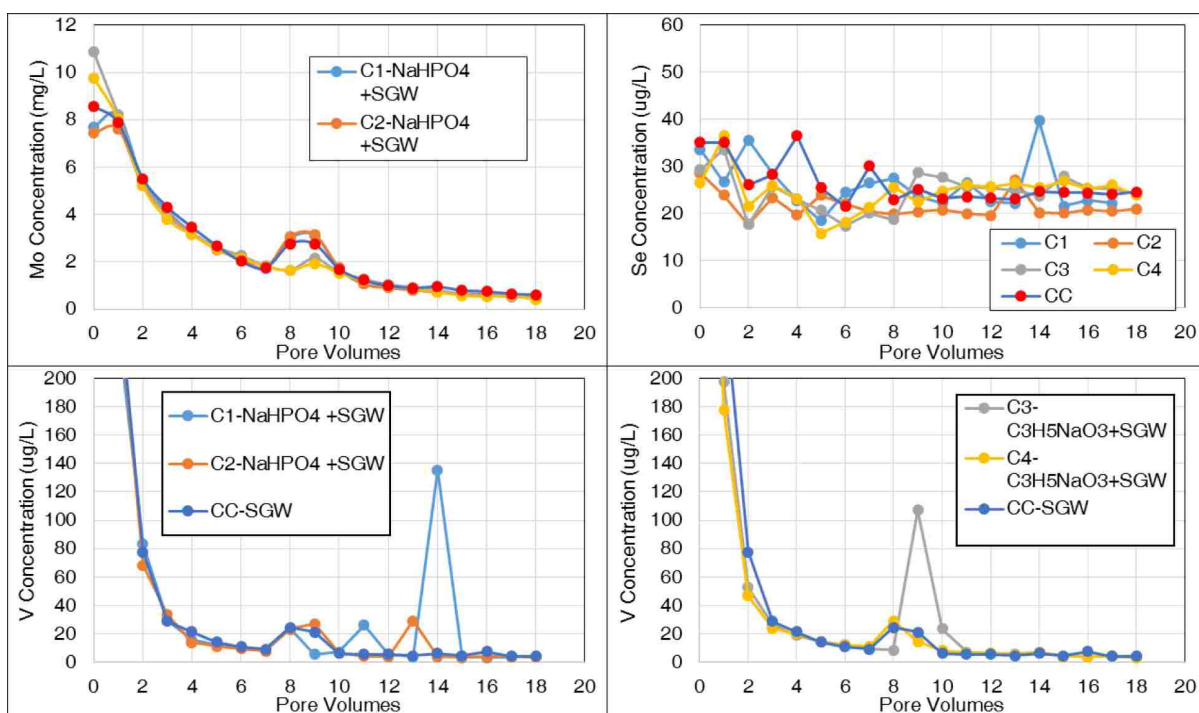 12
10
8
6
4
2
0
Mo Concentration (mg/L)
C1-NaHPO4
+SGW
C2-NaHPO4
+SGW
0 2 4 6 8 10 12 14 16 18 20
Pore Volumes
60
50
40
30
20
10
0
Se Concentration (ug/L)
C1 C2
C3 C4
CC
0 2 4 6 8 10 12 14 16 18 20
Pore Volumes
200
180
160
140
120
100
80
60
40
20
0
V Concentration (ug/L)
C1-NaHPO4 +SGW
C2-NaHPO4 +SGW
CC-SGW
0 2 4 6 8 10 12 14 16 18 20
Pore Volumes
200
180
160
140
120
100
80
60
40
20
0
V Concentration (ug/L)
C3-
C3H5NaO3+SGW
C4-
C3H5NaO3+SGW
CC-SGW
0 2 4 6 8 10 12 14 16 18 20
Pore Volumes